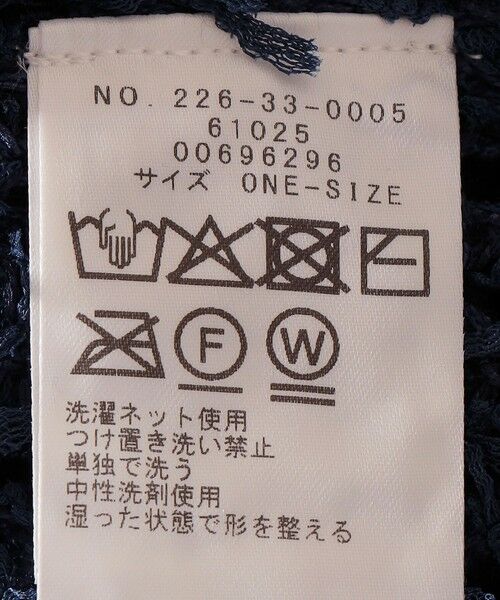 NO. 226-33-0005
61025
00696296
サイズ ONE-SIZE
F W
洗濯ネット使用
つけ置き洗い禁止
単独で洗う
中性洗剤使用
湿った状態で形を整える